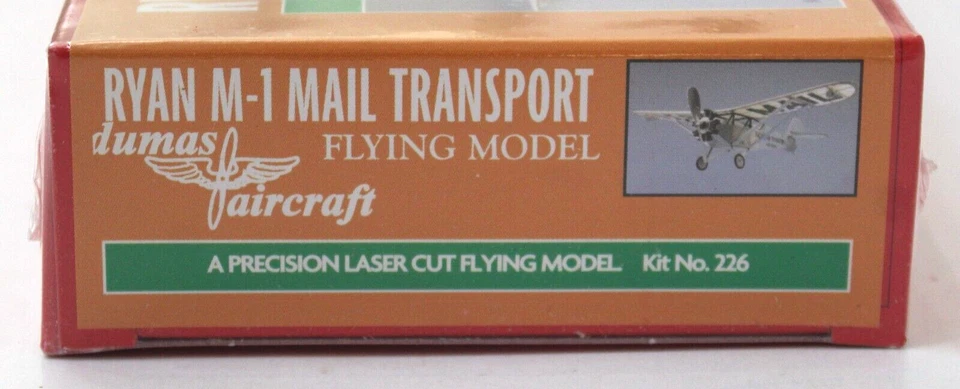 RYAN M-1 MAIL TRANSPORT
dumas
FLYING MODEL
aircraft
A PRECISION LASER CUT FLYING MODEL. Kit No. 226